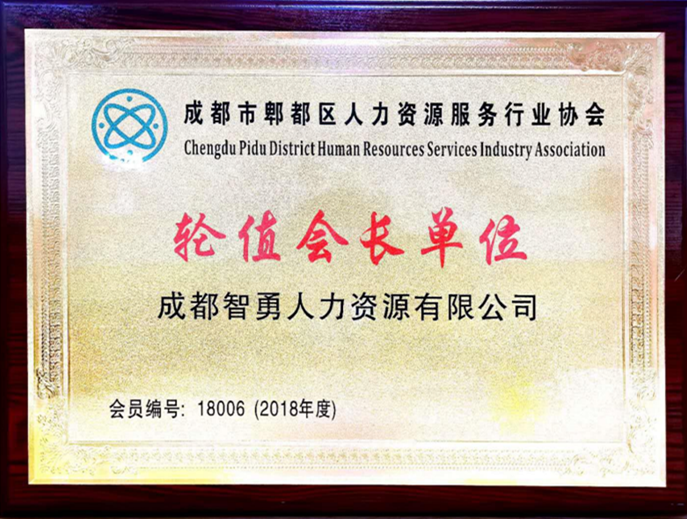 成都市郫都区人力资源服务行业协会
Chengdu Pidu District Human Resources Services Industry Association
轮值会长单位
成都智勇人力资源有限公司
会员编号: 18006 (2018年度)